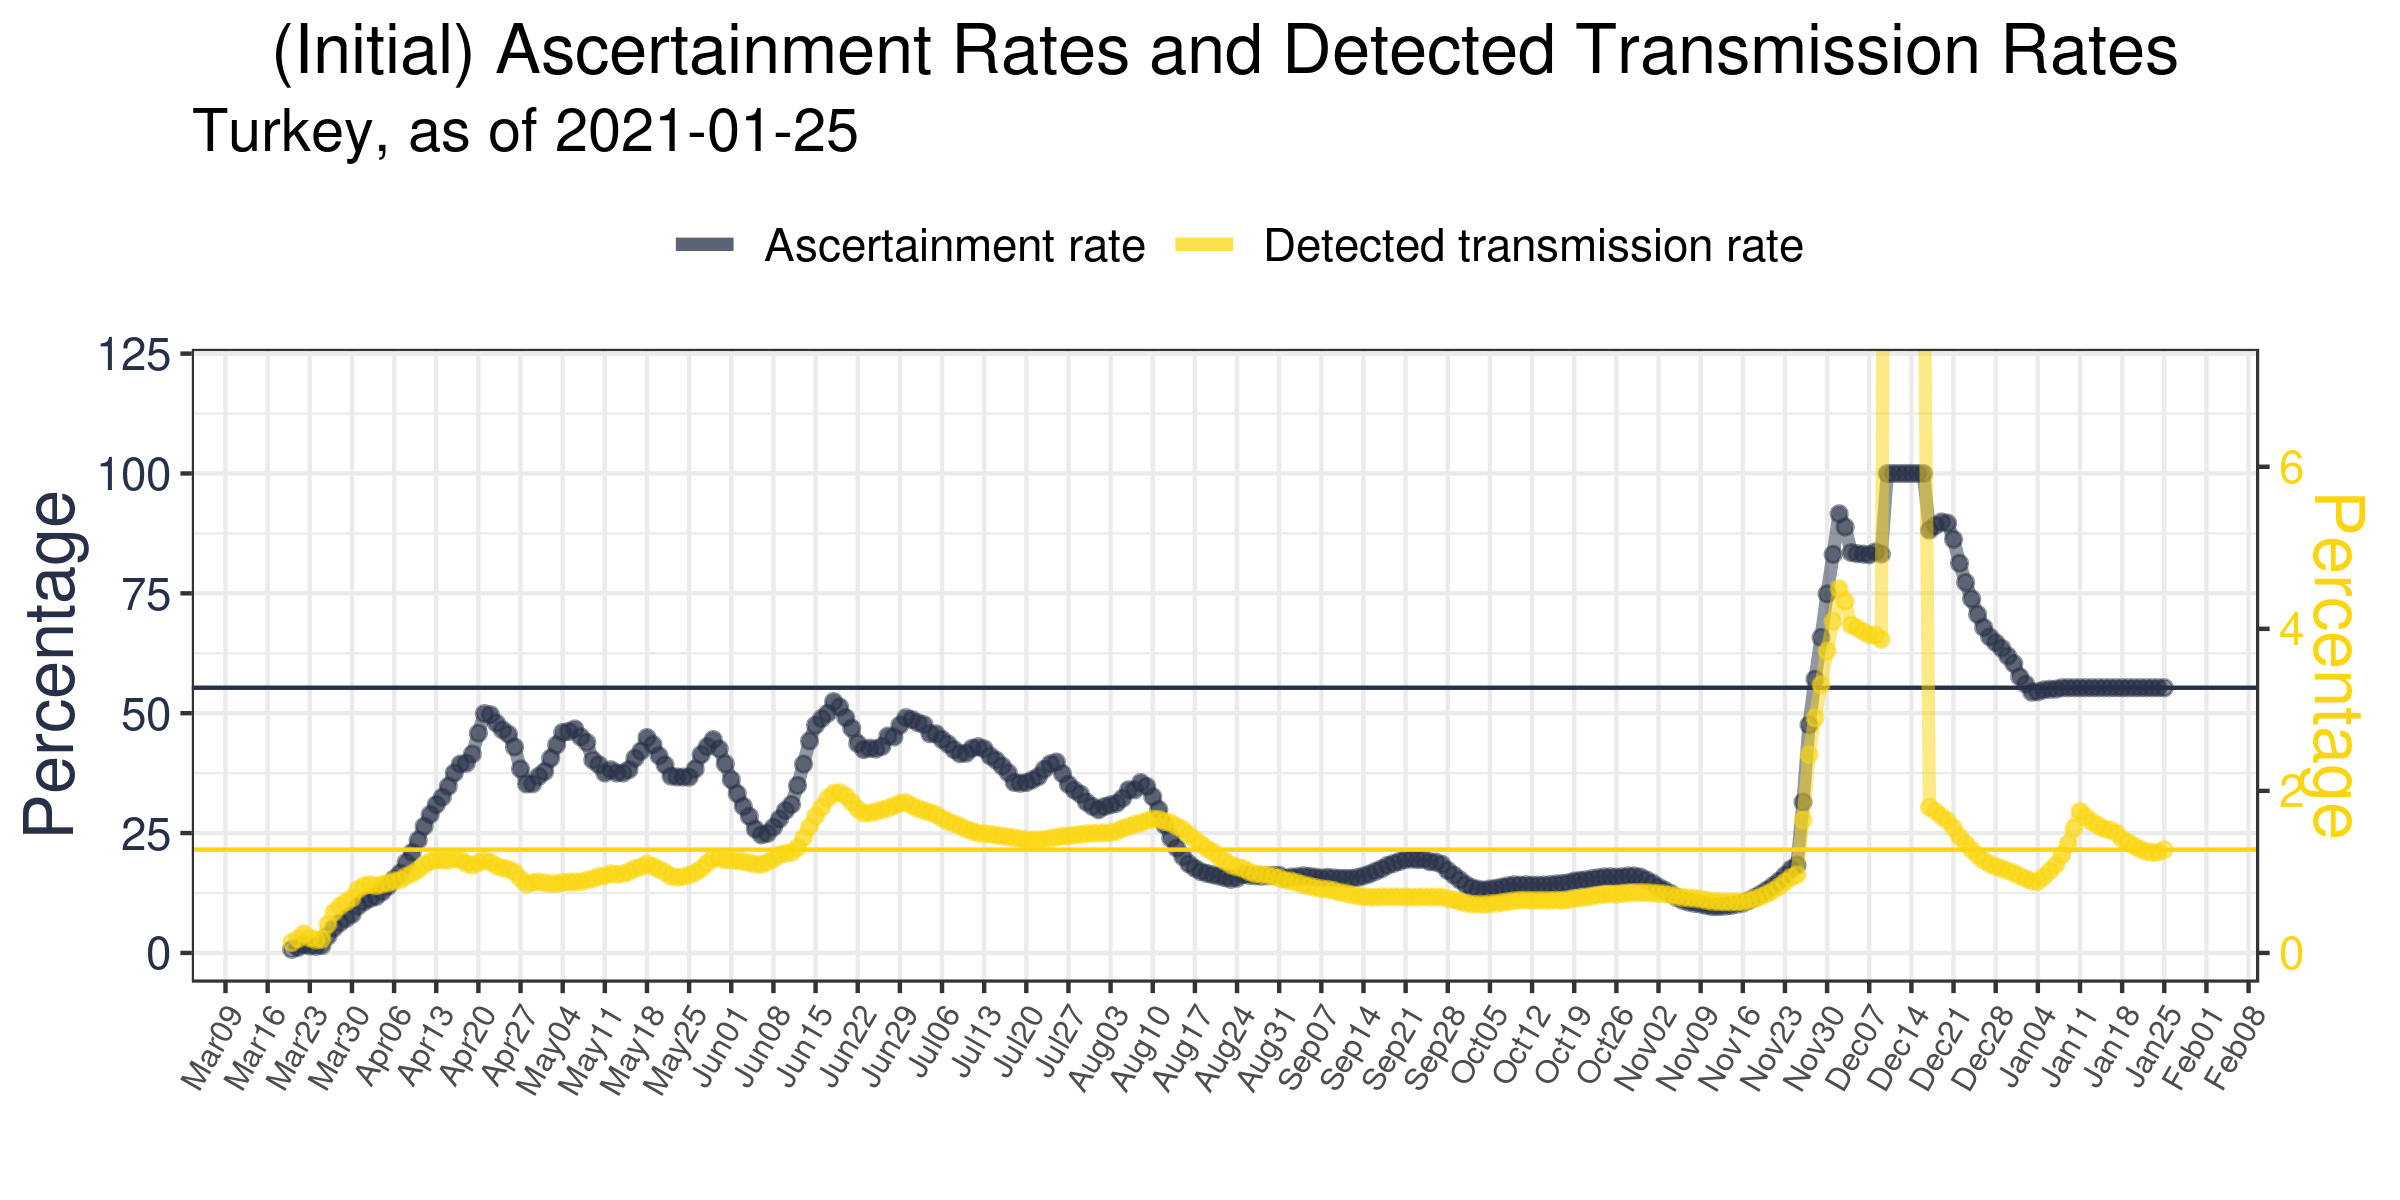 (Initial) Ascertainment Rates and Detected Transmission Rates
Turkey, as of 2021-01-25
Ascertainment rate
Detected transmission rate
Percentage
125
100
75
50
25
0
6
4
2
0
Percentage
Mar09
Mar16
Mar23
Mar30
Apr06
Apr13
Apr20
Apr27
May04
May11
May18
May25
Jun01
Jun08
Jun15
Jun22
Jun29
Jul06
Jul13
Jul20
Jul27
Aug03
Aug10
Aug17
Aug24
Aug31
Sep07
Sep14
Sep21
Sep28
Oct05
Oct12
Oct19
Oct26
Nov02
Nov09
Nov16
Nov23
Nov30
Dec07
Dec14
Dec21
Dec28
Jan04
Jan11
Jan18
Jan25
Feb01
Feb08